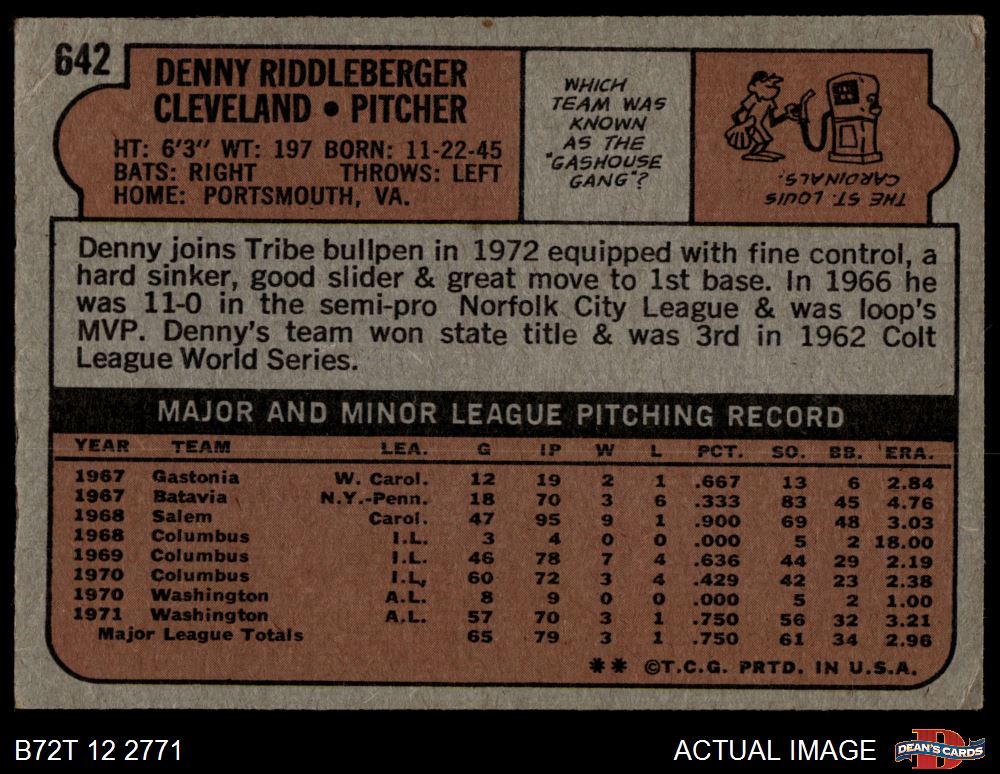 642
DENNY RIDDLEBERGER
CLEVELAND • PITCHER
HT: 6'3" WT: 197 BORN: 11-22-45
BATS: RIGHT THROWS: LEFT
HOME: PORTSMOUTH, VA.
WHICH
TEAM WAS
KNOWN
AS THE
"GASHOUSE
GANG"?
THE ST. LOUIS
CARDINALS.
Denny joins Tribe bullpen in 1972 equipped with fine control, a
hard sinker, good slider & great move to 1st base. In 1966 he
was 11-0 in the semi-pro Norfolk City League & was loop's
MVP. Denny's team won state title & was 3rd in 1962 Colt
League World Series.
MAJOR AND MINOR LEAGUE PITCHING RECORD
YEAR TEAM LEA. G IP W L PCT. SO. BB. ERA.
1967 Gastonia W. Carol. 12 19 2 1 .667 13 6 2.84
1967 Batavia N.Y.-Penn. 18 70 3 6 .333 83 45 4.76
1968 Salem Carol. 47 95 9 1 .900 69 48 3.03
1968 Columbus I.L. 3 4 0 0 .000 5 2 18.00
1969 Columbus I.L. 46 78 7 4 .636 44 29 2.19
1970 Columbus I.L. 60 72 3 4 .429 42 23 2.38
1970 Washington A.L. 8 9 0 0 .000 5 2 1.00
1971 Washington A.L. 57 70 3 1 .750 56 32 3.21
Major League Totals 65 79 3 1 .750 61 34 2.96
** ©T.C.G. PRTD. IN U.S.A.
B72T 12 2771
ACTUAL IMAGE
D
DEAN'S CARDS